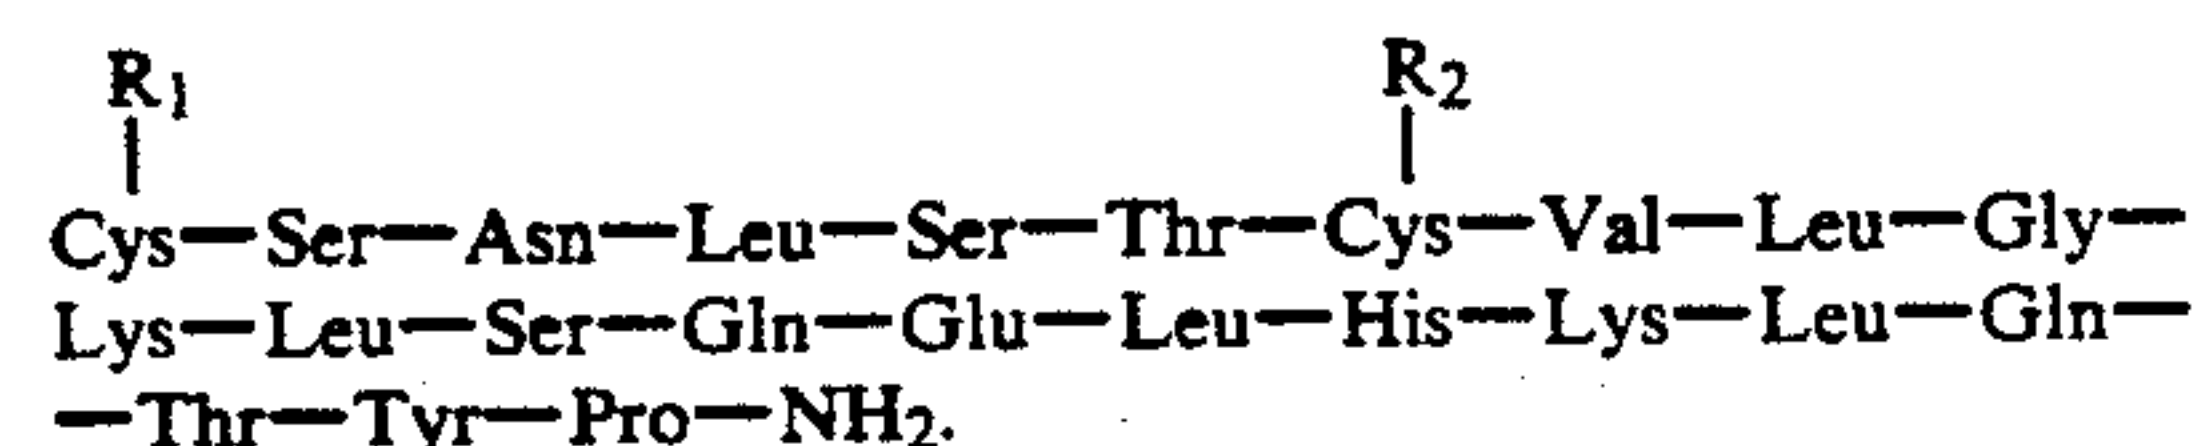 R1 R2
Cys—Ser—Asn—Leu—Ser—Thr—Cys—Val—Leu—Gly—
Lys—Leu—Ser—Gln—Glu—Leu—His—Lys—Leu—Gln—
—Thr—Tyr—Pro—NH2.